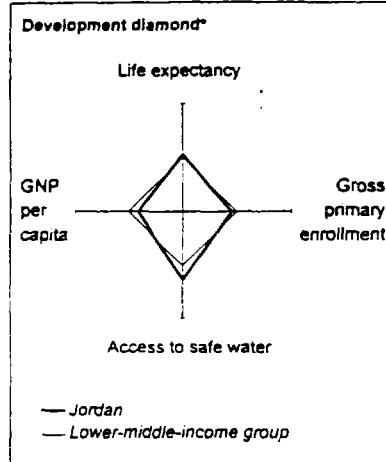 Development diamond*
Life expectancy
GNP per capita
Gross primary enrollment
Access to safe water
Jordan
Lower-middle-income group